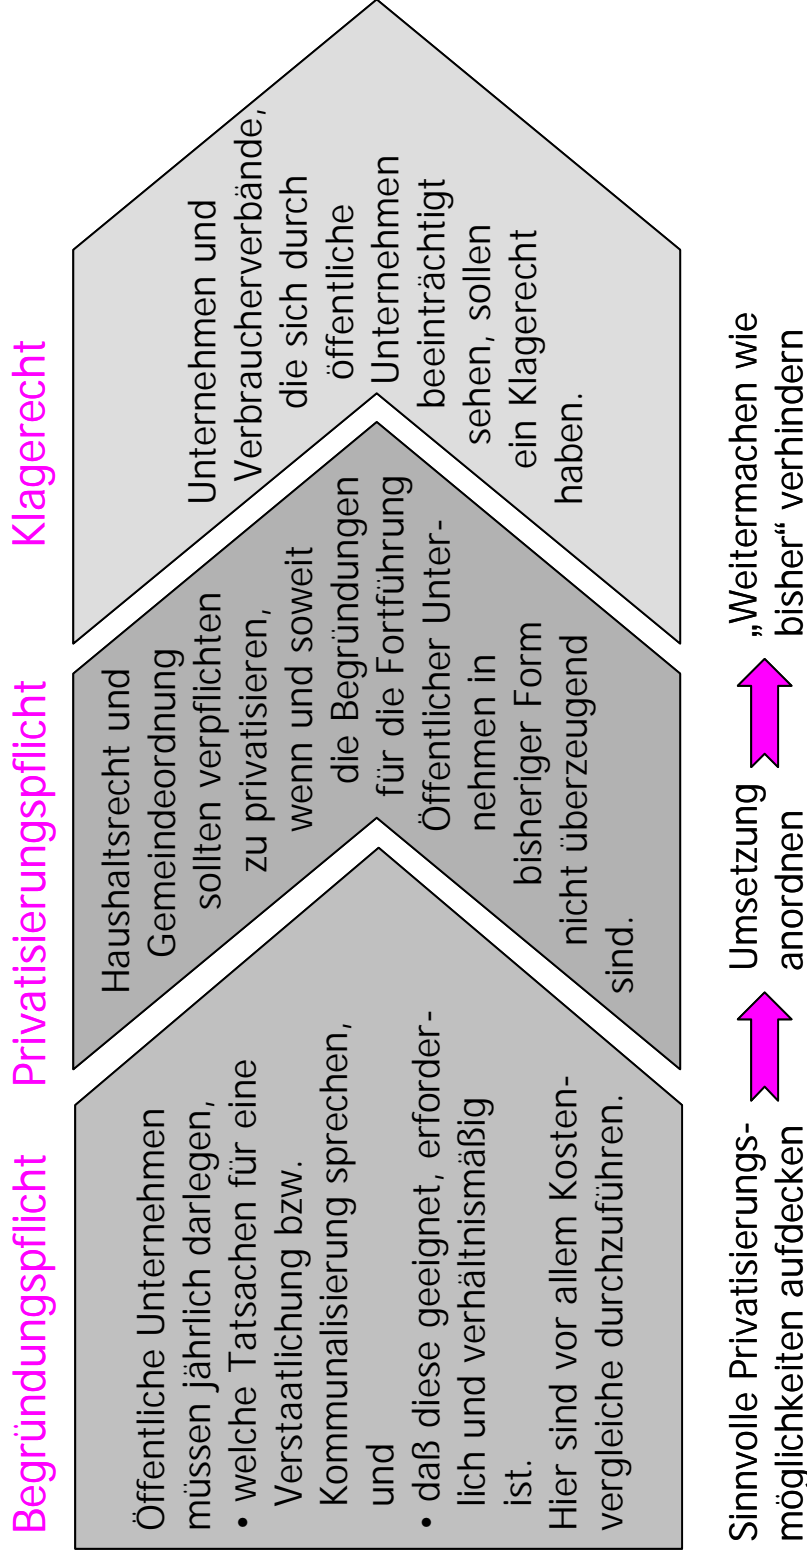 Begründungspflicht
Privatisierungspflicht
Klagerecht
Öffentliche Unternehmen
müssen jährlich darlegen,
• welche Tatsachen für eine
Verstaatlichung bzw.
Kommunalisierung sprechen,
und
• daß diese geeignet, erforder-
lich und verhältnismäßig
ist.
Hier sind vor allem Kosten-
vergleiche durchzuführen.
Haushaltsrecht und
Gemeindeordnung
sollten verpflichten
zu privatisieren,
wenn und soweit
die Begründungen
für die Fortführung
Öffentlicher Unter-
nehmen in
bisheriger Form
nicht überzeugend
sind.
Unternehmen und
Verbraucherverbände,
die sich durch
öffentliche
Unternehmen
beeinträchtigt
sehen, sollen
ein Klagerecht
haben.
Sinnvolle Privatisierungs-
möglichkeiten aufdecken
Umsetzung
anordnen
„Weitermachen wie
bisher“ verhindern